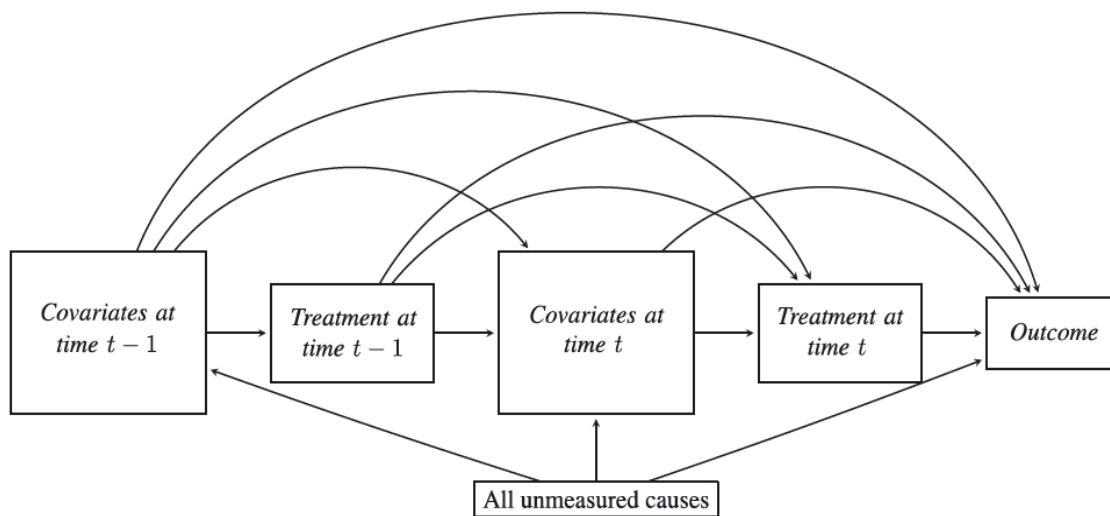 Covariates at
time t − 1
Treatment at
time t − 1
Covariates at
time t
Treatment at
time t
Outcome
All unmeasured causes